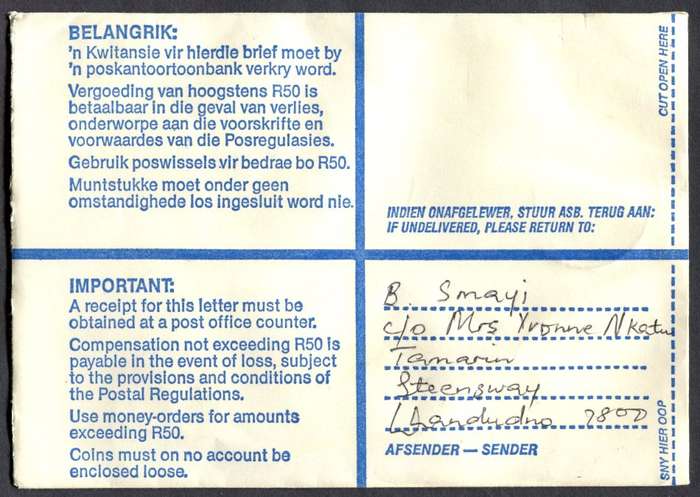 BELANGRIK:
'n Kwitansie vir hierdie brief moet by
'n poskantoortoonbank verkry word.
Vergoeding van hoogstens R50 is
betaalbaar in die geval van verlies,
onderworpe aan die voorskrifte en
voorwaardes van die Posregulasies.
Gebruik poswissels vir bedrae bo R50.
Muntstukke moet onder geen
omstandighede los ingesluit word nie.
INDIEN ONAFGELEWER, STUUR ASB. TERUG AAN:
IF UNDELIVERED, PLEASE RETURN TO:
CUT OPEN HERE
IMPORTANT:
A receipt for this letter must be
obtained at a post office counter.
Compensation not exceeding R50 is
payable in the event of loss, subject
to the provisions and conditions of
the Postal Regulations.
Use money-orders for amounts
exceeding R50.
Coins must on no account be
enclosed loose.
B. Smayi
c/o Mrs Yvonne
Tamarin
Steensway
Llandudno 7800
AFSENDER — SENDER
SNY HIER OOP